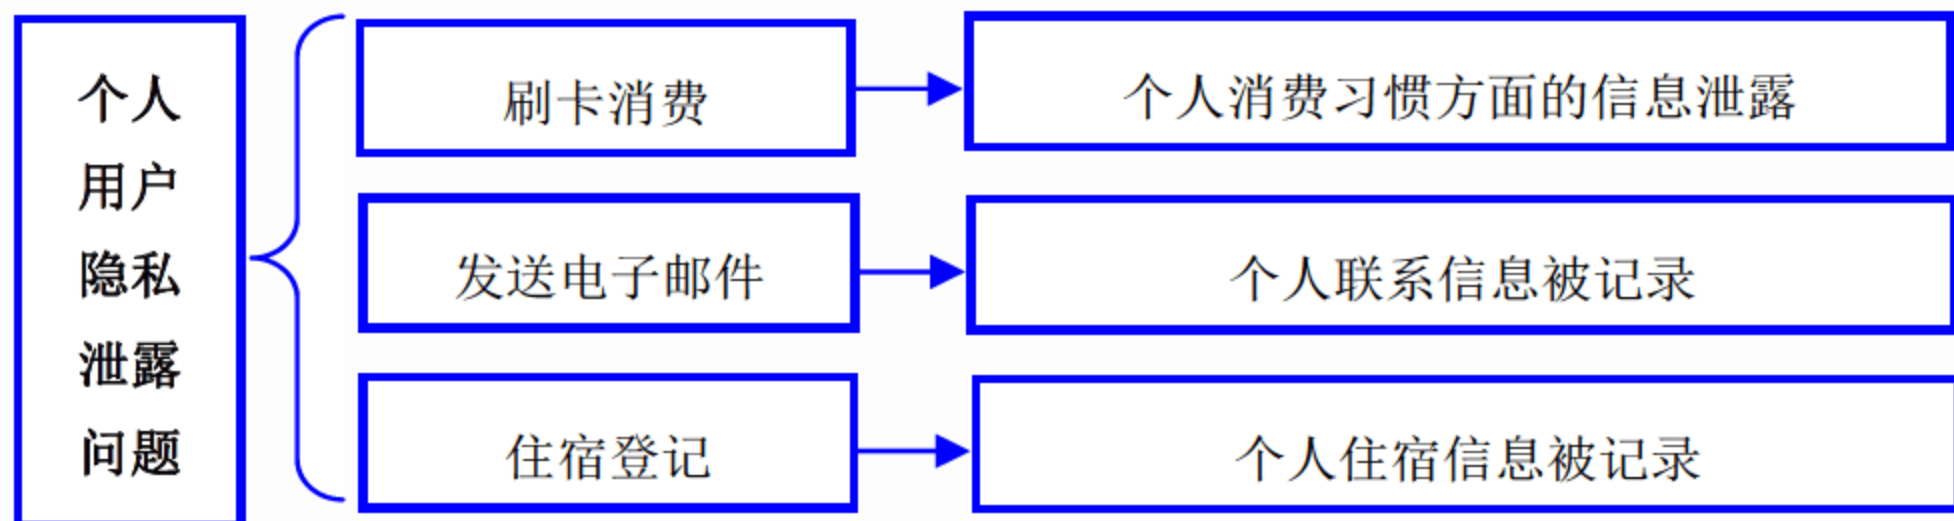 个人
用户
隐私
泄露
问题
刷卡消费
个人消费习惯方面的信息泄露
发送电子邮件
个人联系信息被记录
住宿登记
个人住宿信息被记录